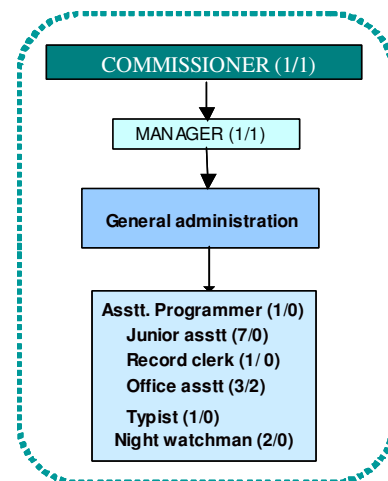 COMMISSIONER (1/1)
MANAGER (1/1)
General administration
Asstt. Programmer (1/0)
Junior asstt (7/0)
Record clerk (1/ 0)
Office asstt (3/2)
Typist (1/0)
Night watchman (2/0)